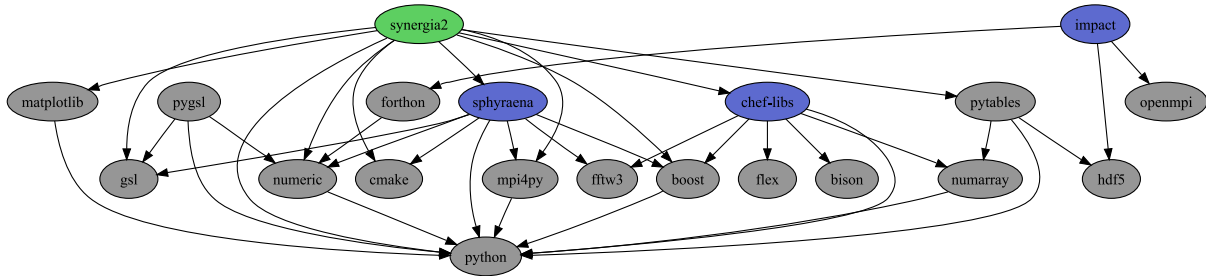 synergia2
impact
matplotlib
pygsl
forthon
sphyraena
chef-libs
pytables
openmpi
gsl
numeric
cmake
mpi4py
fftw3
boost
flex
bison
numarray
hdf5
python